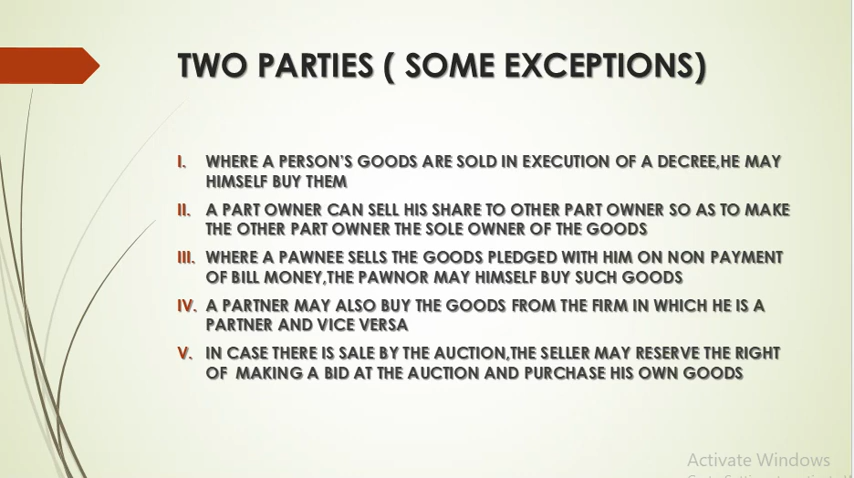 TWO PARTIES ( SOME EXCEPTIONS)
I. WHERE A PERSON'S GOODS ARE SOLD IN EXECUTION OF A DECREE,HE MAY
HIMSELF BUY THEM
II. A PART OWNER CAN SELL HIS SHARE TO OTHER PART OWNER SO AS TO MAKE
THE OTHER PART OWNER THE SOLE OWNER OF THE GOODS
III. WHERE A PAWNEE SELLS THE GOODS PLEDGED WITH HIM ON NON PAYMENT
OF BILL MONEY,THE PAWNOR MAY HIMSELF BUY SUCH GOODS
IV. A PARTNER MAY ALSO BUY THE GOODS FROM THE FIRM IN WHICH HE IS A
PARTNER AND VICE VERSA
V. IN CASE THERE IS SALE BY THE AUCTION,THE SELLER MAY RESERVE THE RIGHT
OF MAKING A BID AT THE AUCTION AND PURCHASE HIS OWN GOODS
Activate Windows